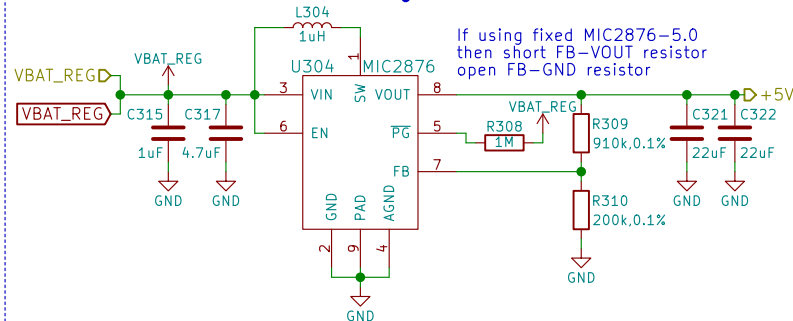 L304
1uH
If using fixed MIC2876-5.0
then short FB-VOUT resistor
open FB-GND resistor
VBAT_REG
VBAT_REG
VBAT_REG
U304 MIC2876
1
SW
3 VIN
VOUT 8
+5V
C315
1uF
C317
4.7uF
6 EN
PG 5
R308
1M
VBAT_REG
R309
910k,0.1%
C321
22uF
C322
22uF
FB 7
GND
GND
GND
PAD
AGND
2
9
4
R310
200k,0.1%
GND
GND
GND
GND